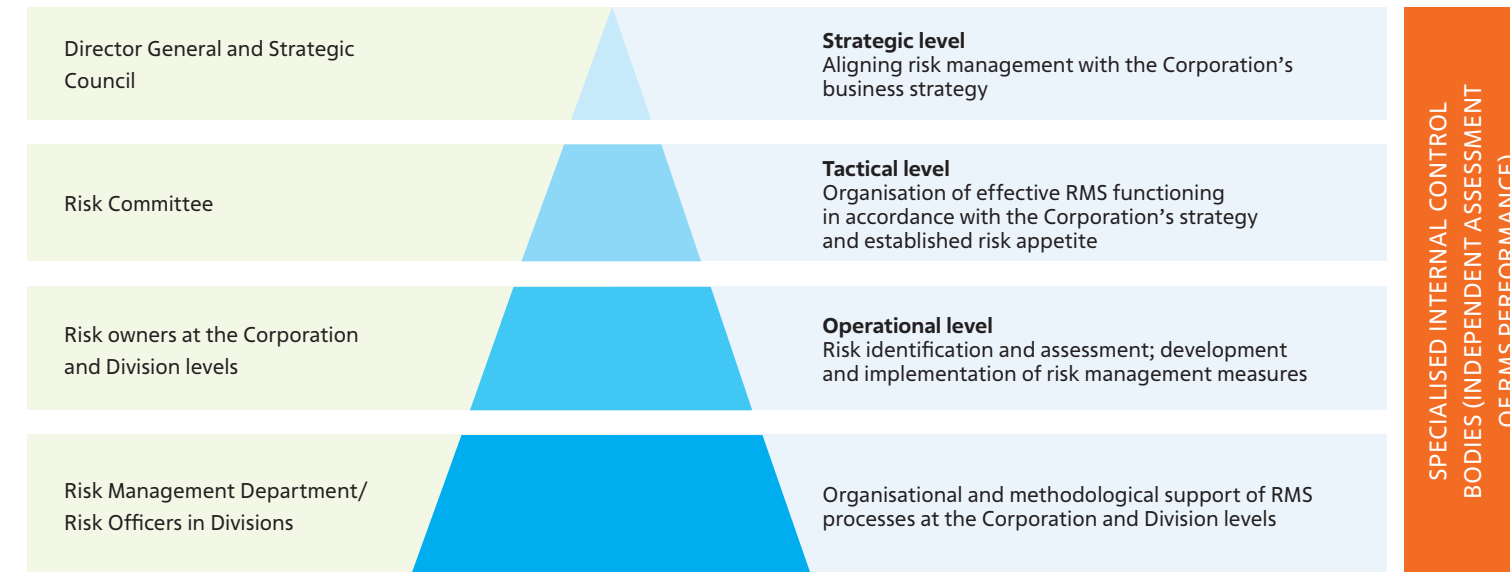 Director General and Strategic
Council
Strategic level
Aligning risk management with the Corporation’s
business strategy
Risk Committee
Tactical level
Organisation of effective RMS functioning
in accordance with the Corporation’s strategy
and established risk appetite
Risk owners at the Corporation
and Division levels
Operational level
Risk identification and assessment; development
and implementation of risk management measures
Risk Management Department/
Risk Officers in Divisions
Organisational and methodological support of RMS
processes at the Corporation and Division levels
SPECIALISED INTERNAL CONTROL
BODIES (INDEPENDENT ASSESSMENT
OF RMS PERFORMANCE)